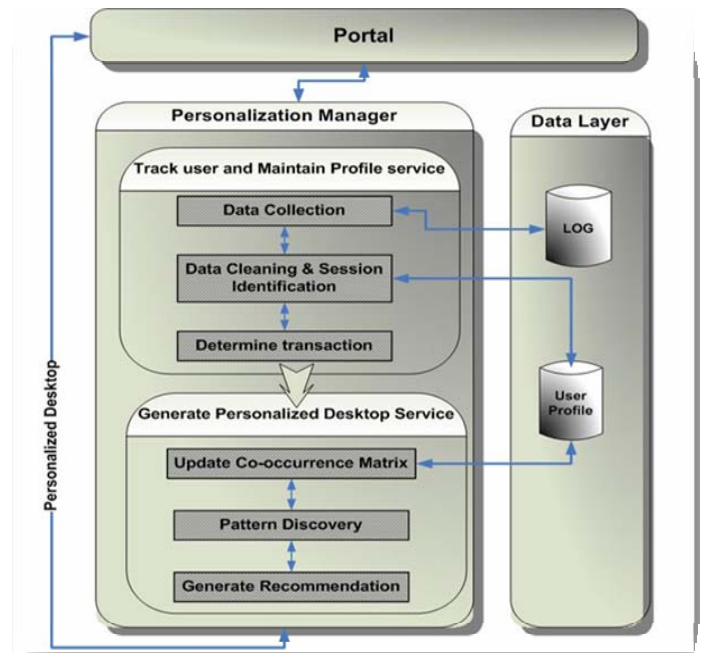 Portal
Personalization Manager
Data Layer
Track user and Maintain Profile service
Data Collection
LOG
Data Cleaning & Session
Identification
Determine transaction
User
Profile
Generate Personalized Desktop Service
Update Co-occurrence Matrix
Pattern Discovery
Generate Recommendation
Personalized Desktop